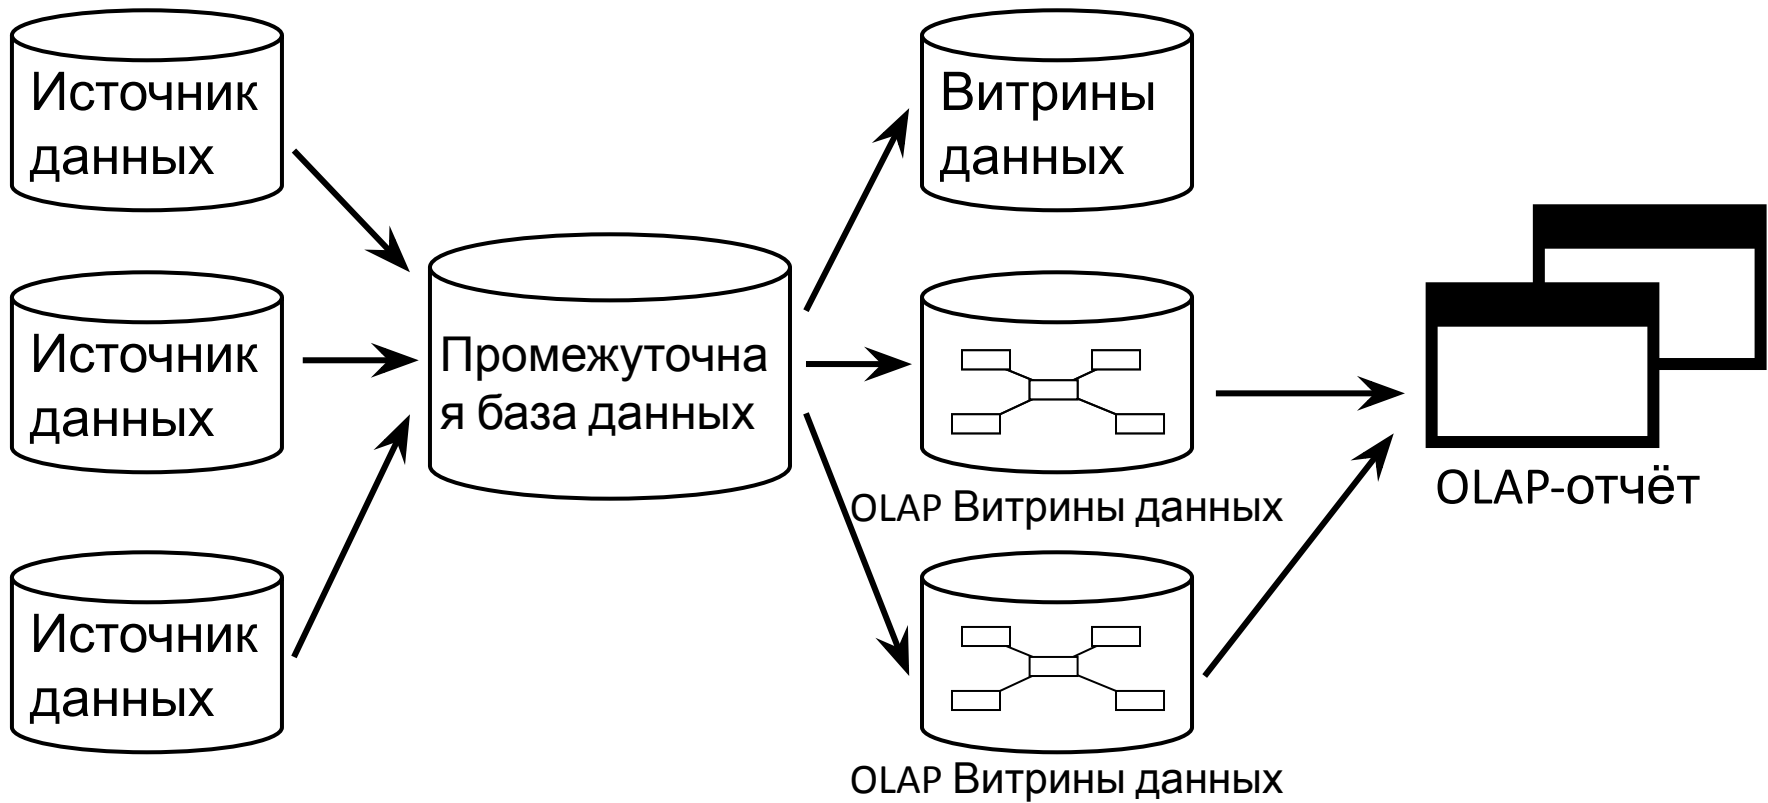 Источник
данных
Источник
данных
Источник
данных
Промежуточна
я база данных
Витрины
данных
OLAP Витрины данных
OLAP Витрины данных
OLAP-отчёт